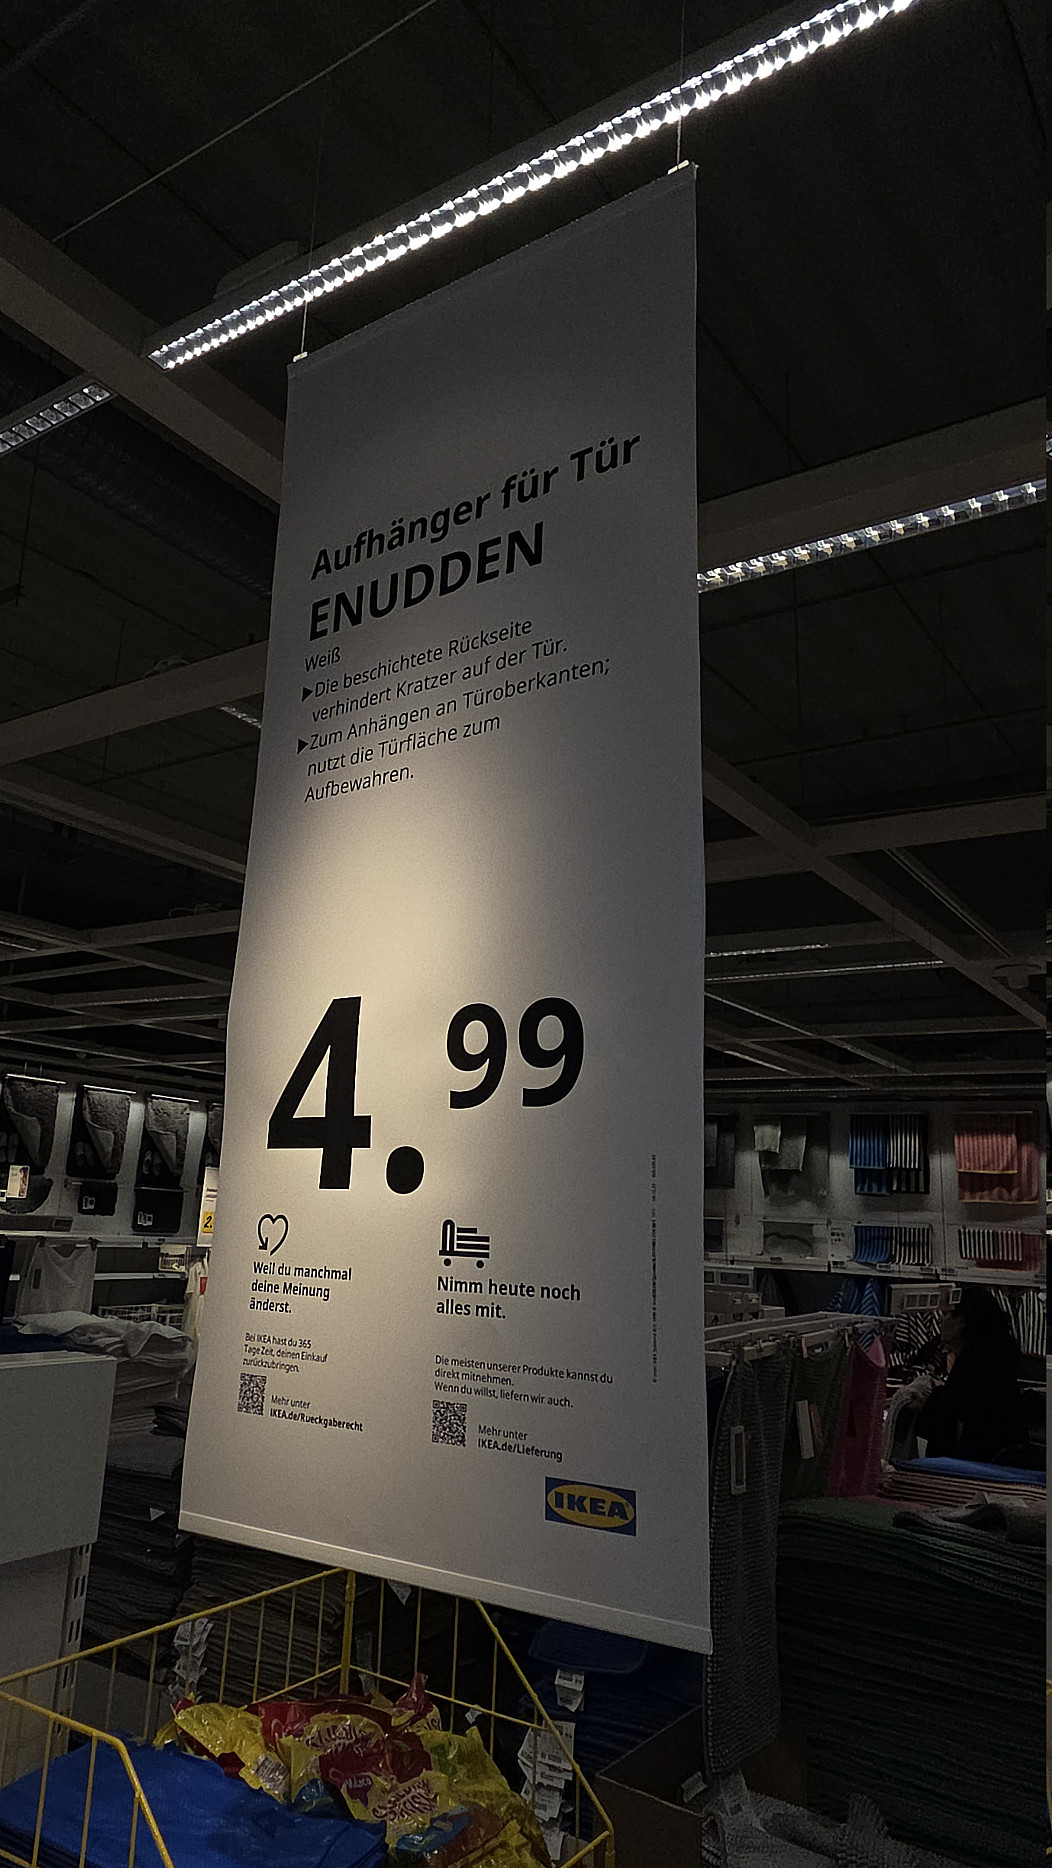 Aufhänger für Tür
ENUDDEN
Weiß
▶Die beschichtete Rückseite
verhindert Kratzer auf der Tür.
▶Zum Anhängen an Türoberkanten;
nutzt die Türfläche zum
Aufbewahren.
4.99
Weil du manchmal
deine Meinung
änderst.
Bei IKEA hast du 365
Tage Zeit, deinen Einkauf
zurückzubringen.
Mehr unter
IKEA.de/Rueckgaberecht
Nimm heute noch
alles mit.
Die meisten unserer Produkte kannst du
direkt mitnehmen.
Wenn du willst, liefern wir auch.
Mehr unter
IKEA.de/Lieferung
IKEA
2.